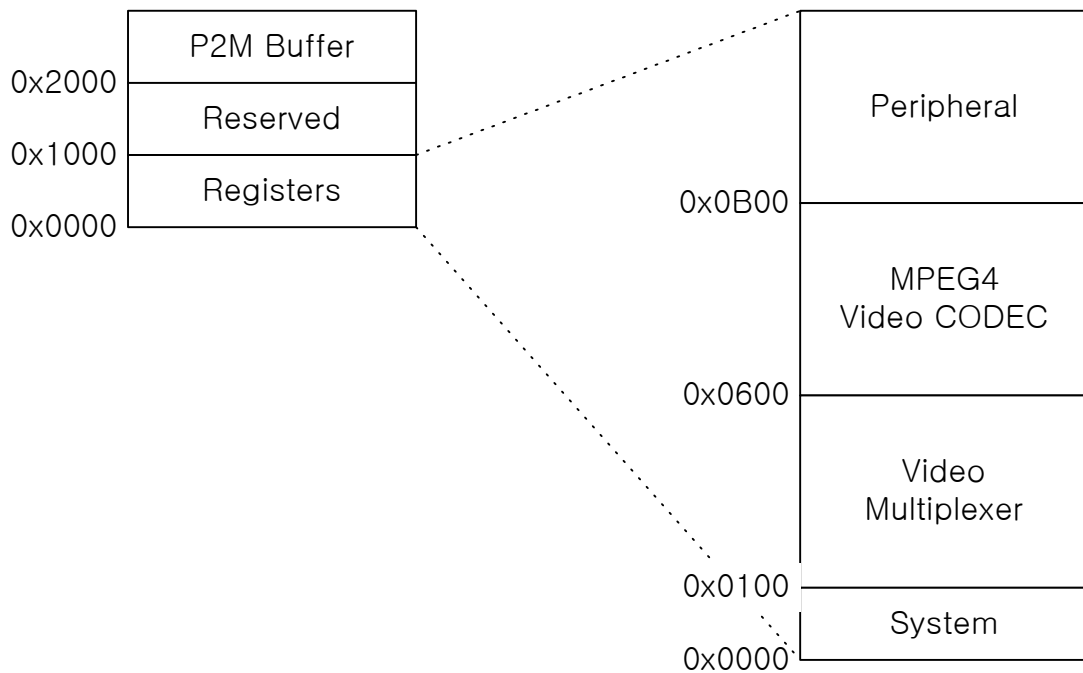 P2M Buffer
0x2000
Reserved
0x1000
Registers
0x0000
Peripheral
0x0B00
MPEG4
Video CODEC
0x0600
Video
Multiplexer
0x0100
System
0x0000